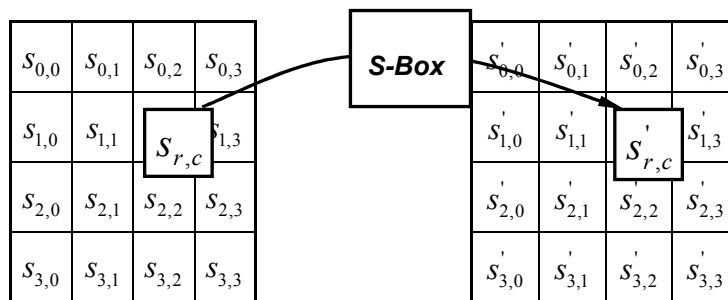 s0,0 s0,1 s0,2 s0,3 S-Box s'0,0 s'0,1 s'0,2 s'0,3
s1,0 s1,1 sr,c s1,3 s'1,0 s'1,1 s'r,c s'1,3
s2,0 s2,1 s2,2 s2,3 s'2,0 s'2,1 s'2,2 s'2,3
s3,0 s3,1 s3,2 s3,3 s'3,0 s'3,1 s'3,2 s'3,3